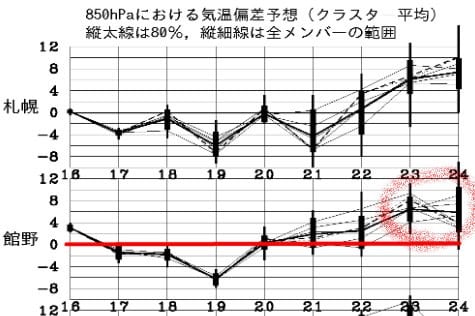 850hPaにおける気温偏差予想（クラスター平均）
縦太線は80%，縦細線は全メンバーの範囲
12
8
4
札幌 0
-4
-8
16 17 18 19 20 21 22 23 24
12
8
4
館野 0
-4
-8
16 17 18 19 20 21 22 23 24
12